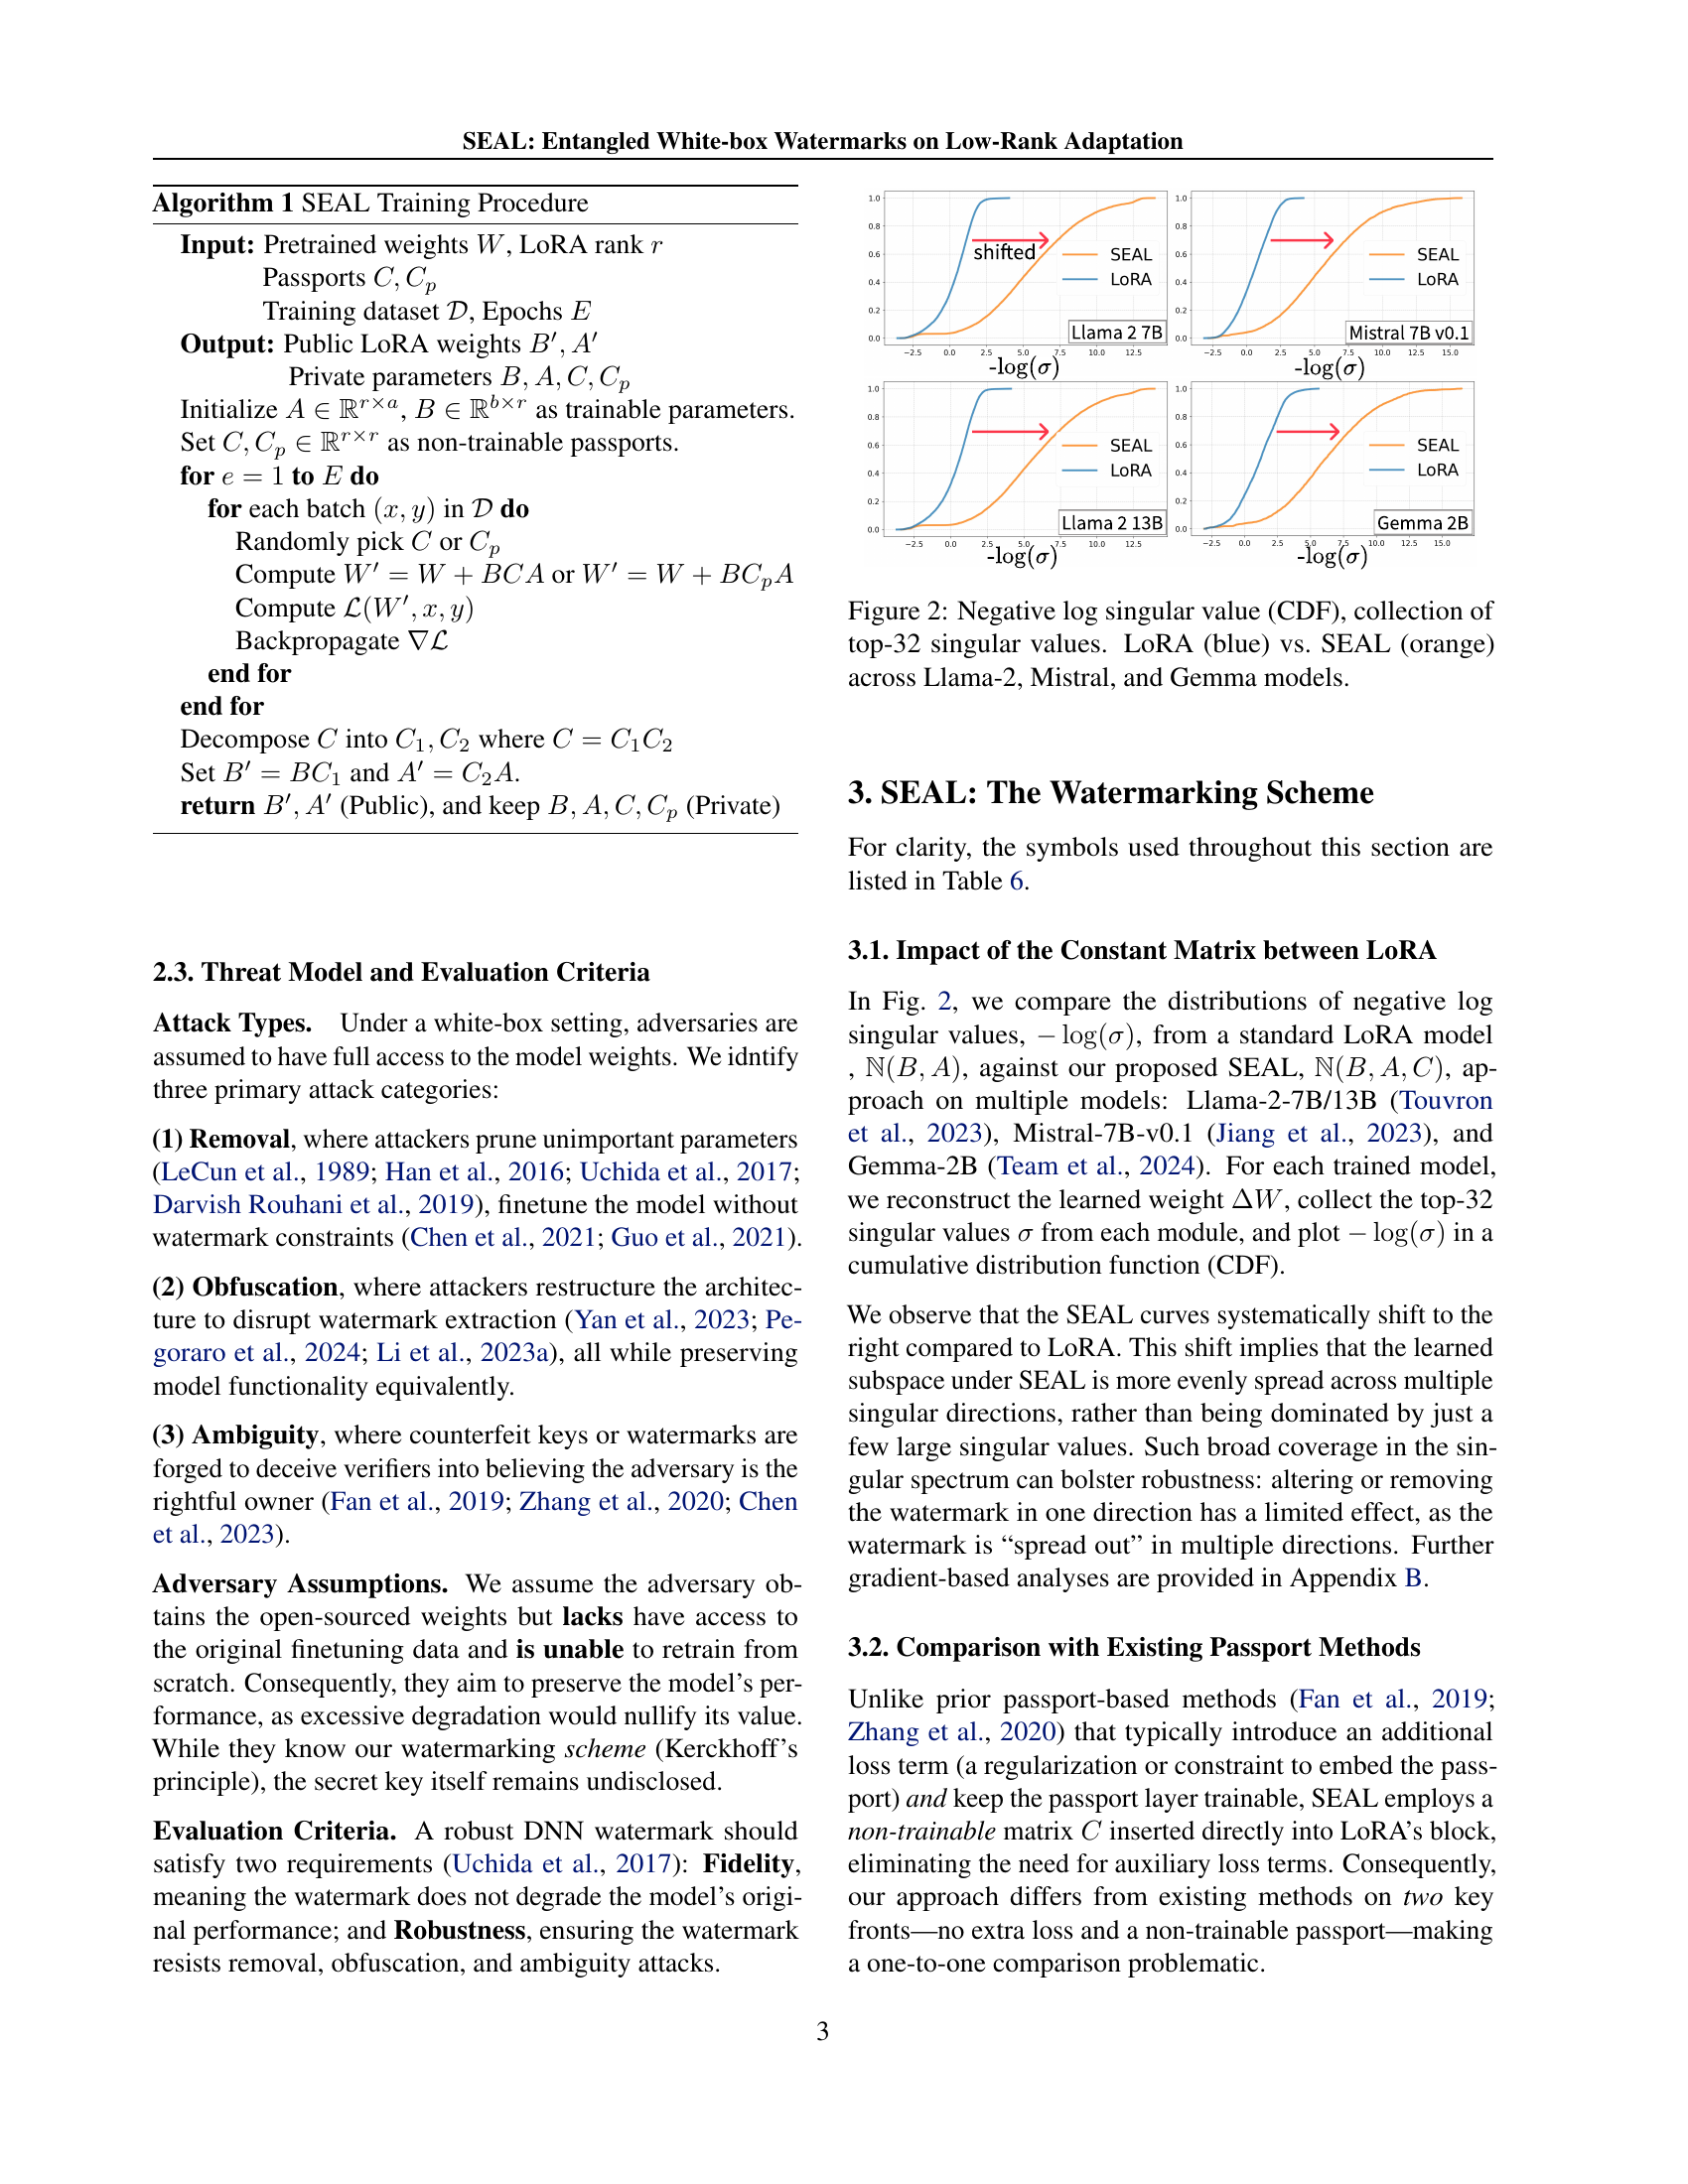 SEAL: Entangled White-box Watermarks on Low-Rank Adaptation
Algorithm 1 SEAL Training Procedure
Input: Pretrained weights W, LoRA rank r
Passports C, C_p
Training dataset 𝒟, Epochs E
Output: Public LoRA weights B′, A′
Private parameters B, A, C, C_p
Initialize A ∈ ℝ^{r×a}, B ∈ ℝ^{b×r} as trainable parameters.
Set C, C_p ∈ ℝ^{r×r} as non-trainable passports.
for e = 1 to E do
for each batch (x, y) in 𝒟 do
Randomly pick C or C_p
Compute W′ = W + BCA or W′ = W + BC_pA
Compute ℒ(W′, x, y)
Backpropagate ∇ℒ
end for
end for
Decompose C into C₁, C₂ where C = C₁C₂
Set B′ = BC₁ and A′ = C₂A.
return B′, A′ (Public), and keep B, A, C, C_p (Private)
2.3. Threat Model and Evaluation Criteria
Attack Types. Under a white-box setting, adversaries are
assumed to have full access to the model weights. We idntify
three primary attack categories:
(1) Removal, where attackers prune unimportant parameters
(LeCun et al., 1989; Han et al., 2016; Uchida et al., 2017;
Darvish Rouhani et al., 2019), finetune the model without
watermark constraints (Chen et al., 2021; Guo et al., 2021).
(2) Obfuscation, where attackers restructure the architec-
ture to disrupt watermark extraction (Yan et al., 2023; Pe-
goraro et al., 2024; Li et al., 2023a), all while preserving
model functionality equivalently.
(3) Ambiguity, where counterfeit keys or watermarks are
forged to deceive verifiers into believing the adversary is the
rightful owner (Fan et al., 2019; Zhang et al., 2020; Chen
et al., 2023).
Adversary Assumptions. We assume the adversary ob-
tains the open-sourced weights but lacks have access to
the original finetuning data and is unable to retrain from
scratch. Consequently, they aim to preserve the model's per-
formance, as excessive degradation would nullify its value.
While they know our watermarking scheme (Kerckhoff's
principle), the secret key itself remains undisclosed.
Evaluation Criteria. A robust DNN watermark should
satisfy two requirements (Uchida et al., 2017): Fidelity,
meaning the watermark does not degrade the model's origi-
nal performance; and Robustness, ensuring the watermark
resists removal, obfuscation, and ambiguity attacks.
1.0
0.8
0.6
0.4
0.2
0.0
shifted
SEAL
LoRA
Llama 2 7B
−2.5 0.0 2.5 5.0 7.5 10.0 12.5
-log(σ)
1.0
0.8
0.6
0.4
0.2
0.0
SEAL
LoRA
Mistral 7B v0.1
−2.5 0.0 2.5 5.0 7.5 10.0 12.5 15.0
-log(σ)
1.0
0.8
0.6
0.4
0.2
0.0
SEAL
LoRA
Llama 2 13B
−2.5 0.0 2.5 5.0 7.5 10.0 12.5
-log(σ)
1.0
0.8
0.6
0.4
0.2
0.0
SEAL
LoRA
Gemma 2B
−2.5 0.0 2.5 5.0 7.5 10.0 12.5 15.0
-log(σ)
Figure 2: Negative log singular value (CDF), collection of
top-32 singular values. LoRA (blue) vs. SEAL (orange)
across Llama-2, Mistral, and Gemma models.
3. SEAL: The Watermarking Scheme
For clarity, the symbols used throughout this section are
listed in Table 6.
3.1. Impact of the Constant Matrix between LoRA
In Fig. 2, we compare the distributions of negative log
singular values, − log(σ), from a standard LoRA model
, ℕ(B, A), against our proposed SEAL, ℕ(B, A, C), ap-
proach on multiple models: Llama-2-7B/13B (Touvron
et al., 2023), Mistral-7B-v0.1 (Jiang et al., 2023), and
Gemma-2B (Team et al., 2024). For each trained model,
we reconstruct the learned weight ΔW, collect the top-32
singular values σ from each module, and plot − log(σ) in a
cumulative distribution function (CDF).
We observe that the SEAL curves systematically shift to the
right compared to LoRA. This shift implies that the learned
subspace under SEAL is more evenly spread across multiple
singular directions, rather than being dominated by just a
few large singular values. Such broad coverage in the sin-
gular spectrum can bolster robustness: altering or removing
the watermark in one direction has a limited effect, as the
watermark is “spread out” in multiple directions. Further
gradient-based analyses are provided in Appendix B.
3.2. Comparison with Existing Passport Methods
Unlike prior passport-based methods (Fan et al., 2019;
Zhang et al., 2020) that typically introduce an additional
loss term (a regularization or constraint to embed the pass-
port) and keep the passport layer trainable, SEAL employs a
non-trainable matrix C inserted directly into LoRA's block,
eliminating the need for auxiliary loss terms. Consequently,
our approach differs from existing methods on two key
fronts—no extra loss and a non-trainable passport—making
a one-to-one comparison problematic.
3